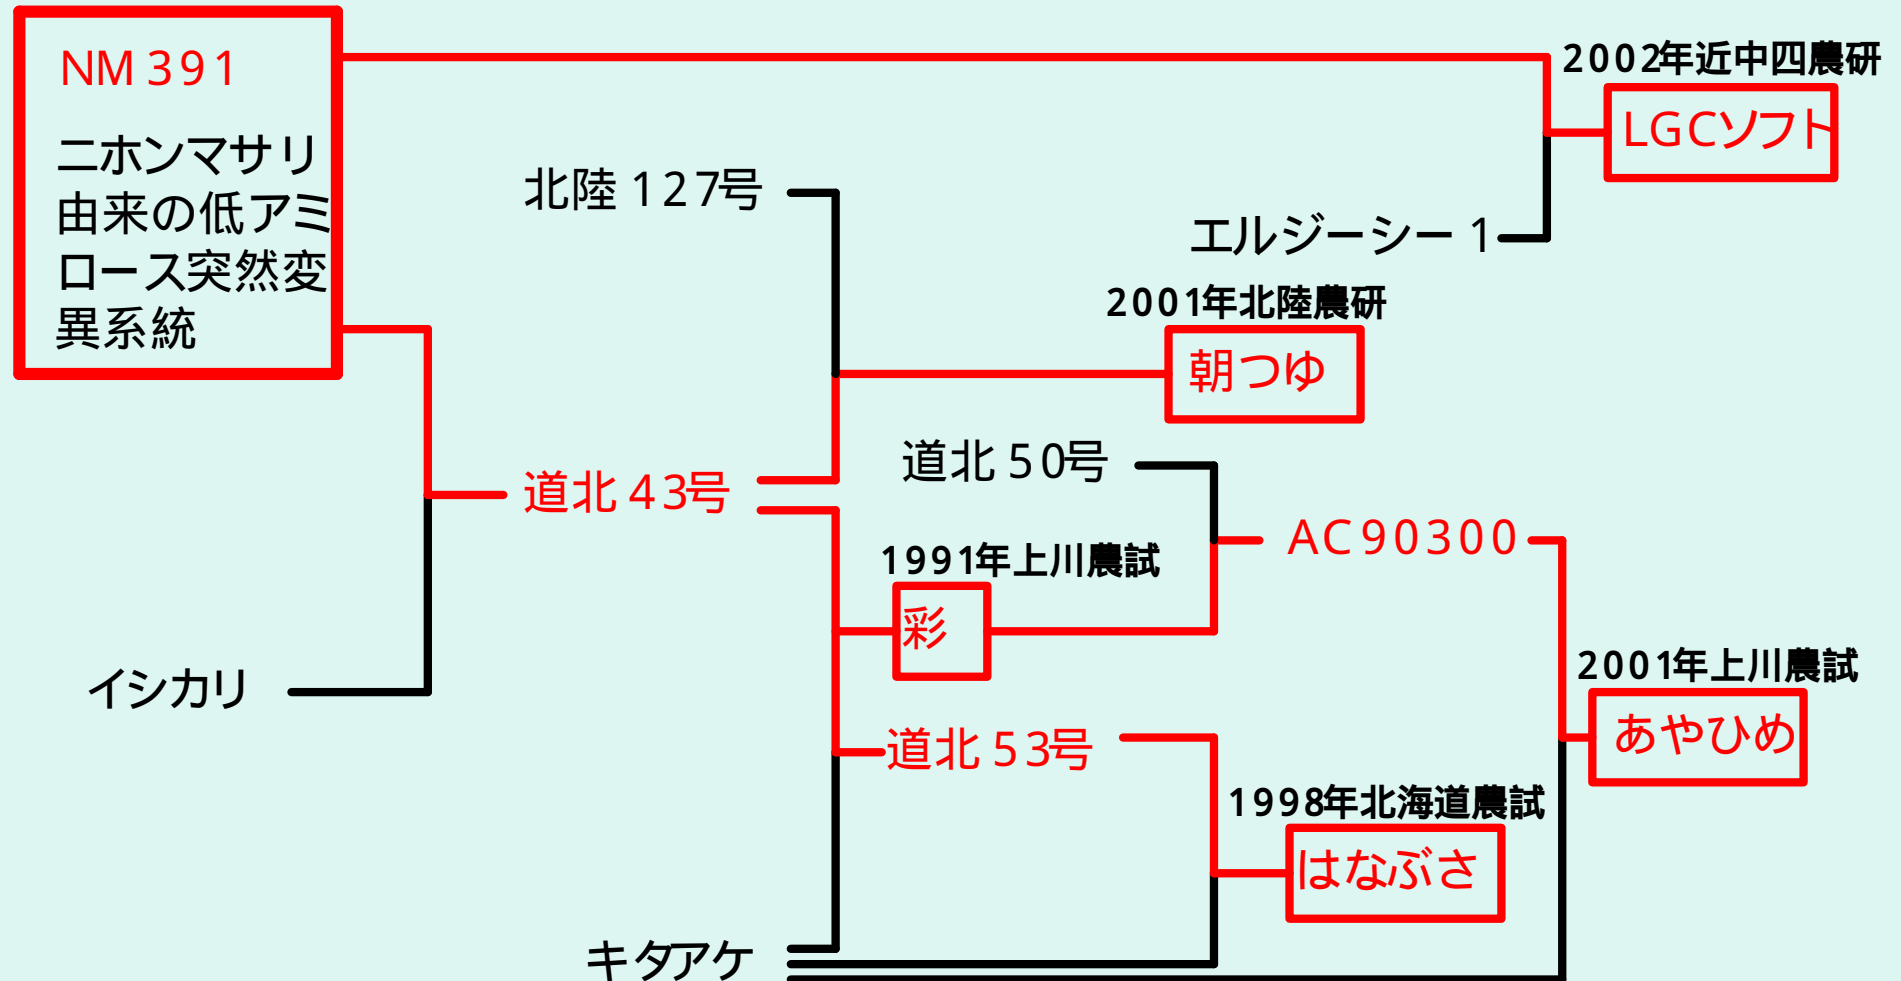 NM391
ニホンマサリ
由来の低アミ
ロース突然変
異系統
2002年近中四農研
LGCソフト
北陸127号
エルジーシー1
2001年北陸農研
朝つゆ
道北50号
道北43号
AC90300
1991年上川農試
彩
イシカリ
2001年上川農試
あやひめ
道北53号
1998年北海道農試
はなぶさ
キタアケ